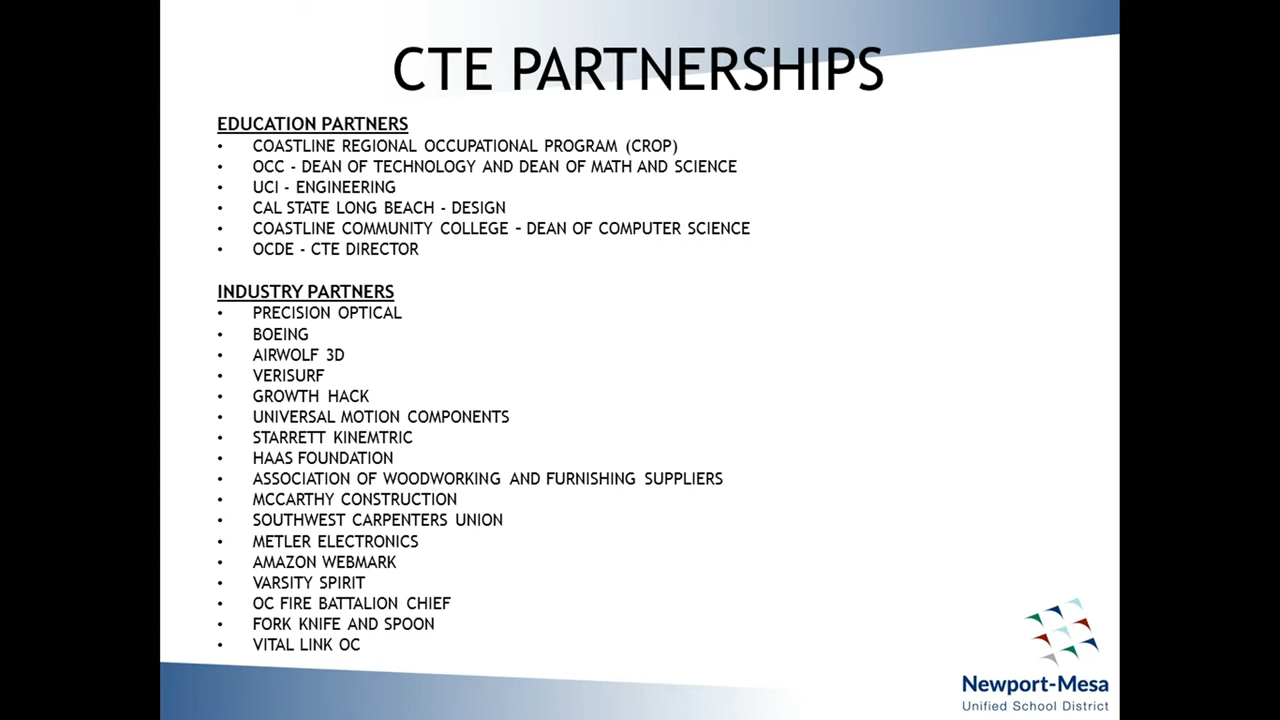 CTE PARTNERSHIPS
EDUCATION PARTNERS
• COASTLINE REGIONAL OCCUPATIONAL PROGRAM (CROP)
• OCC - DEAN OF TECHNOLOGY AND DEAN OF MATH AND SCIENCE
• UCI - ENGINEERING
• CAL STATE LONG BEACH - DESIGN
• COASTLINE COMMUNITY COLLEGE – DEAN OF COMPUTER SCIENCE
• OCDE - CTE DIRECTOR
INDUSTRY PARTNERS
• PRECISION OPTICAL
• BOEING
• AIRWOLF 3D
• VERISURF
• GROWTH HACK
• UNIVERSAL MOTION COMPONENTS
• STARRETT KINEMTRIC
• HAAS FOUNDATION
• ASSOCIATION OF WOODWORKING AND FURNISHING SUPPLIERS
• MCCARTHY CONSTRUCTION
• SOUTHWEST CARPENTERS UNION
• METLER ELECTRONICS
• AMAZON WEBMARK
• VARSITY SPIRIT
• OC FIRE BATTALION CHIEF
• FORK KNIFE AND SPOON
• VITAL LINK OC
Newport-Mesa
Unified School District